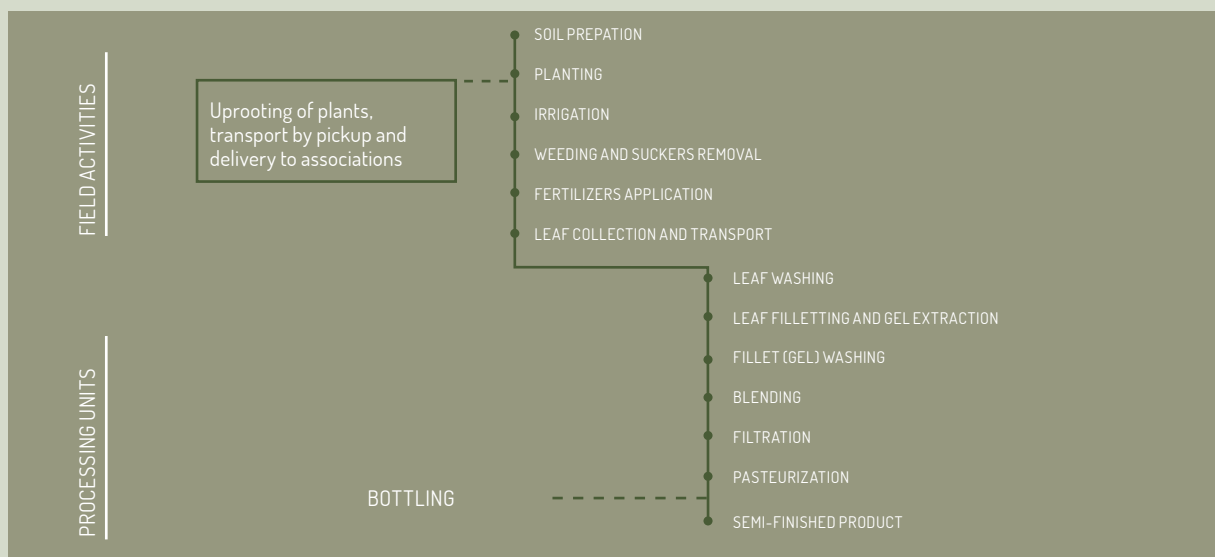 FIELD ACTIVITIES
SOIL PREPATION
PLANTING
Uprooting of plants,
transport by pickup and
delivery to associations
IRRIGATION
WEEDING AND SUCKERS REMOVAL
FERTILIZERS APPLICATION
LEAF COLLECTION AND TRANSPORT
PROCESSING UNITS
LEAF WASHING
LEAF FILLETTING AND GEL EXTRACTION
FILLET (GEL) WASHING
BLENDING
FILTRATION
PASTEURIZATION
BOTTLING
SEMI-FINISHED PRODUCT